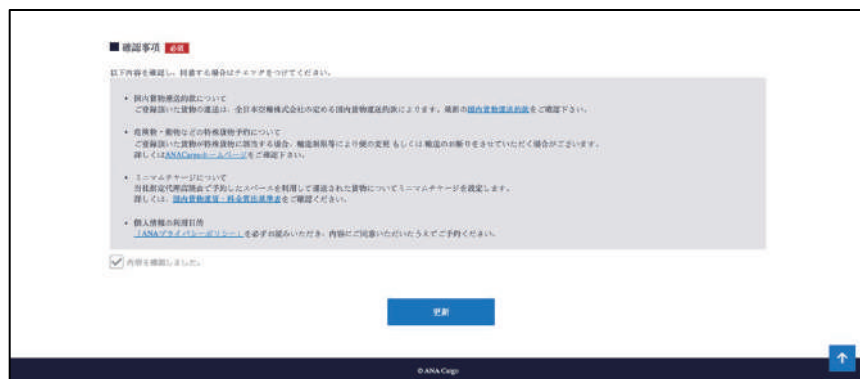 ■ 確認事項 必須
以下内容を確認し、同意する場合はチェックをつけてください。
• 国内貨物運送約款について
ご登録頂いた貨物の運送は、全日本空輸株式会社の定める国内貨物運送約款によります。最新の国内貨物運送約款をご確認下さい。
• 危険物・動物などの特殊貨物予約について
ご登録頂いた貨物が特殊貨物に該当する場合、輸送制限等により便の変更 もしくは 輸送のお断りをさせていただく場合がございます。
詳しくはANACargoホームページをご確認下さい。
• ミニマムチャージについて
当社指定代理店割合で予約したスペースを利用して運送された貨物についてミニマムチャージを設定します。
詳しくは、国内貨物運賃・料金賃出基準表をご確認ください。
• 個人情報の利用目的
「ANAプライバシーポリシー」を必ずお読みいただき、内容にご同意いただいたうえでご予約ください。
内容を確認しました。
更新
© ANA Cargo